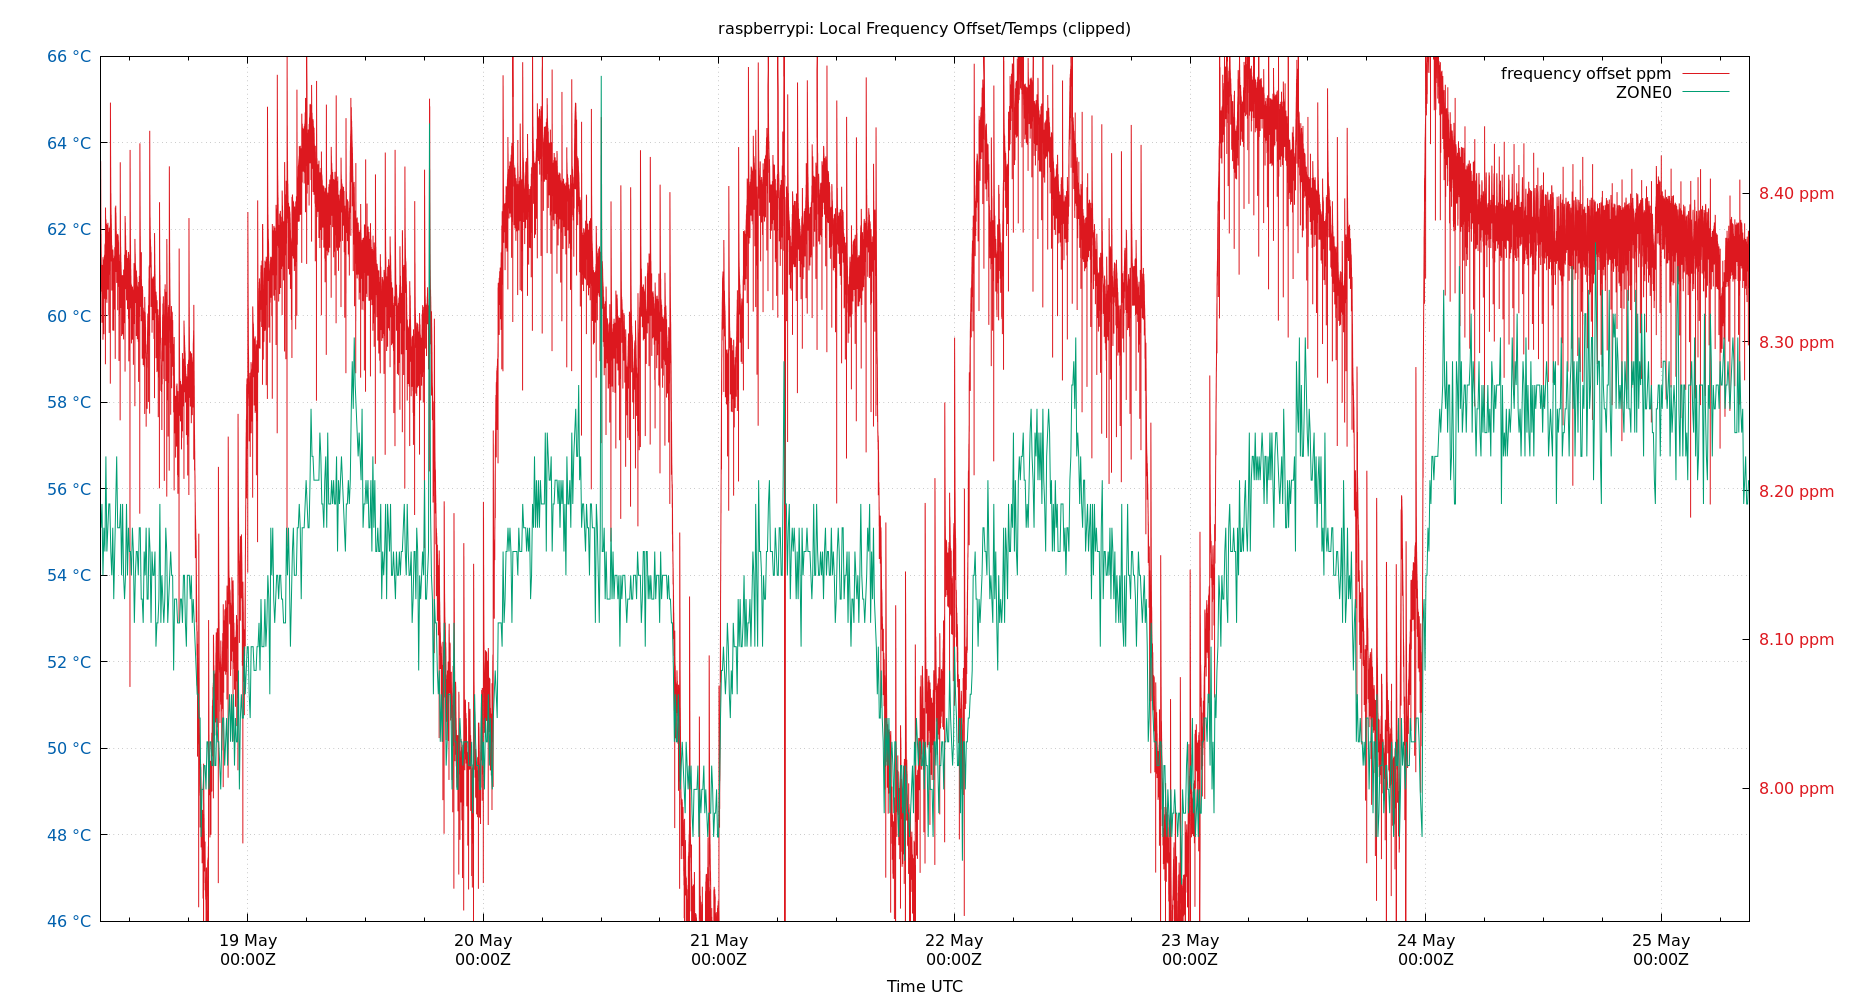 raspberrypi: Local Frequency Offset/Temps (clipped)
66 °C
64 °C
62 °C
60 °C
58 °C
56 °C
54 °C
52 °C
50 °C
48 °C
46 °C
frequency offset ppm
ZONE0
8.40 ppm
8.30 ppm
8.20 ppm
8.10 ppm
8.00 ppm
19 May 20 May 21 May 22 May 23 May 24 May 25 May
00:00Z 00:00Z 00:00Z 00:00Z 00:00Z 00:00Z 00:00Z
Time UTC